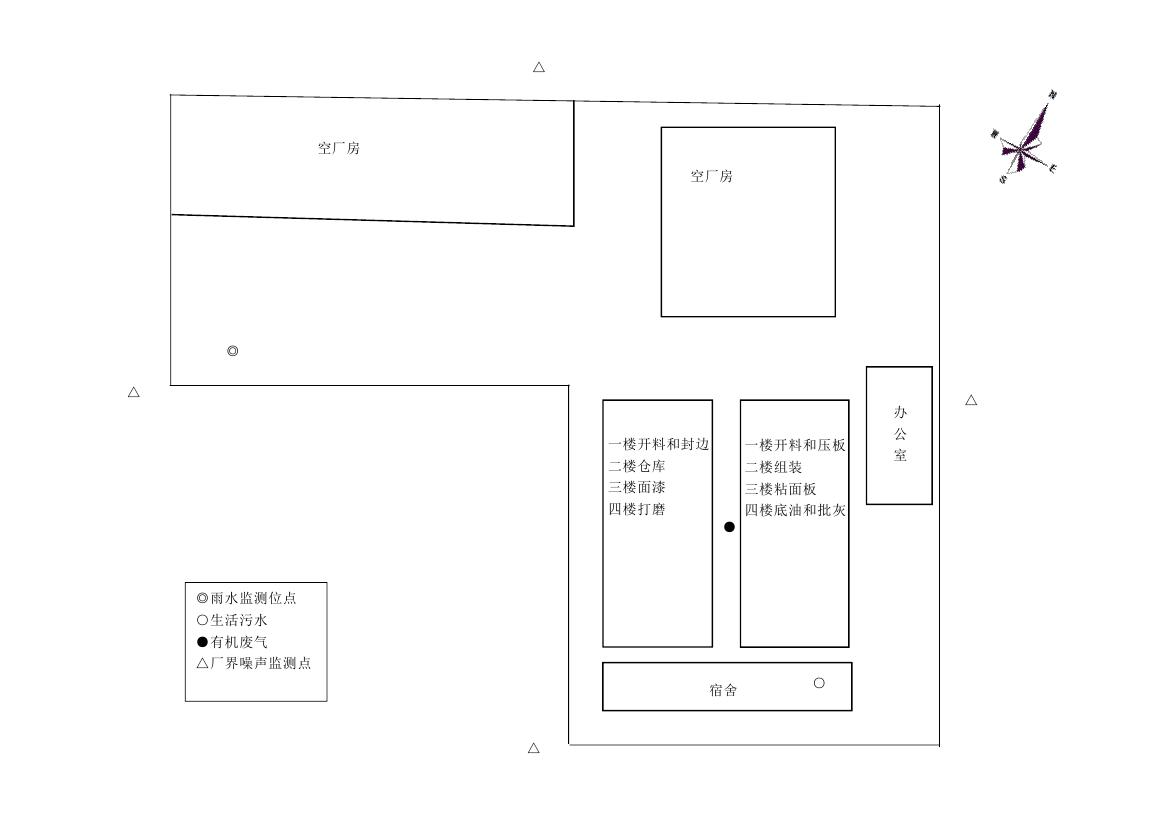 空厂房
空厂房
N
W
E
S
办
公
室
一楼开料和封边
二楼仓库
三楼面漆
四楼打磨
一楼开料和压板
二楼组装
三楼粘面板
四楼底油和批灰
宿舍
◎雨水监测位点
○生活污水
●有机废气
△厂界噪声监测点